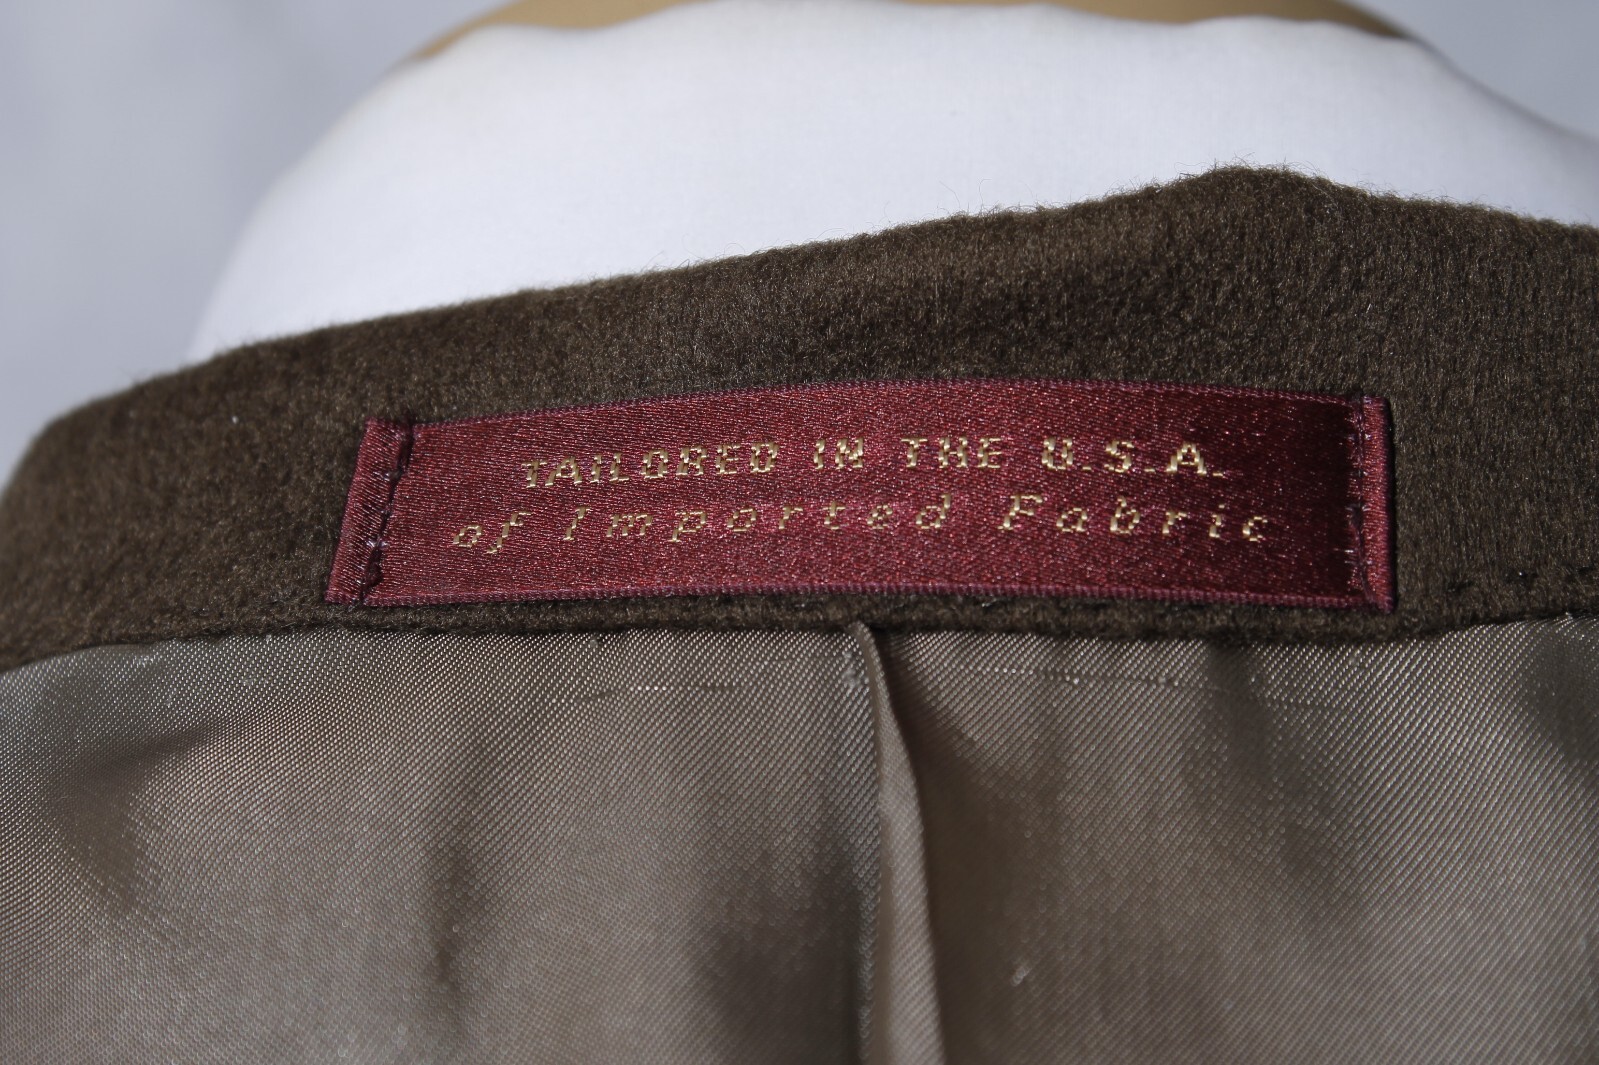 TAILORED IN THE U.S.A.
of Imported Fabric